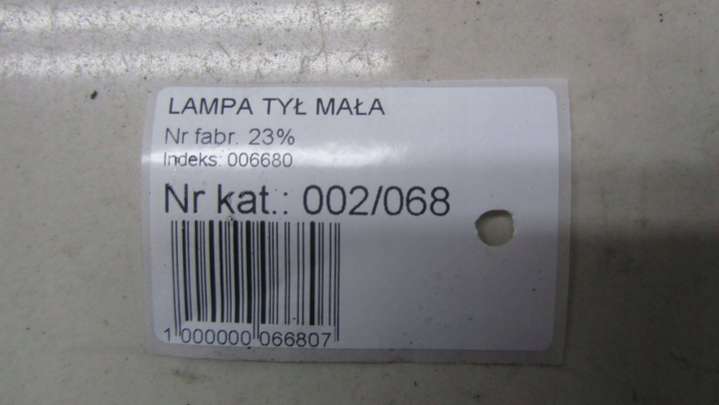 LAMPA TYŁ MAŁA
Nr fabr. 23%
Indeks: 006680
Nr kat.: 002/068
1 000000 066807